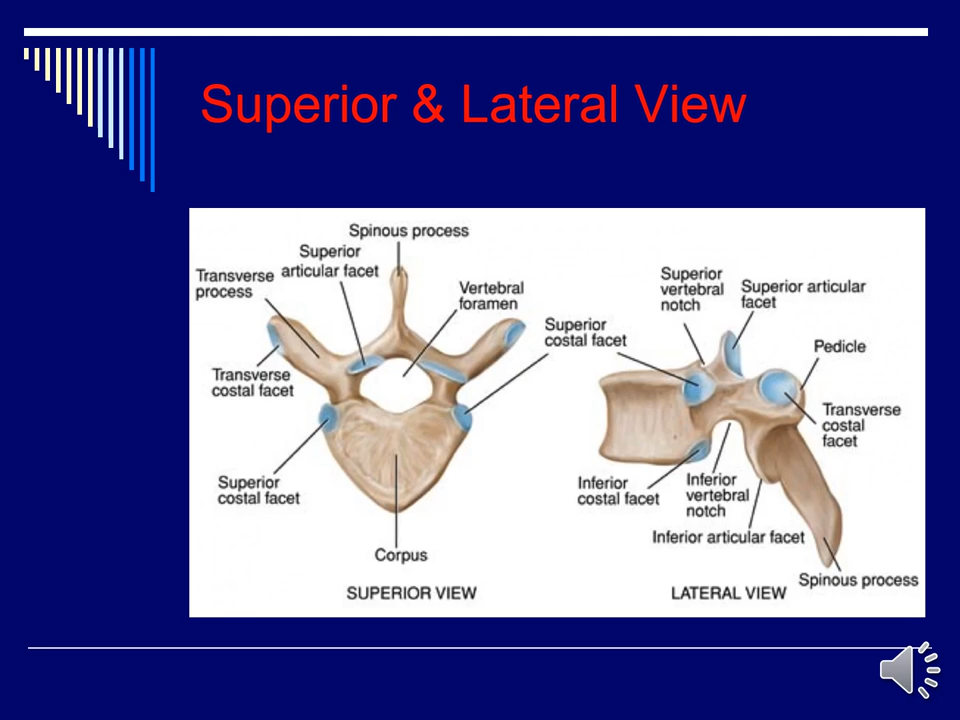 Superior & Lateral View
Spinous process
Superior
articular facet
Transverse
process
Vertebral
foramen
Superior
costal facet
Transverse
costal facet
Superior
costal facet
Corpus
SUPERIOR VIEW
Superior
vertebral
notch
Superior articular
facet
Pedicle
Transverse
costal
facet
Inferior
costal facet
Inferior
vertebral
notch
Inferior articular facet
Spinous process
LATERAL VIEW